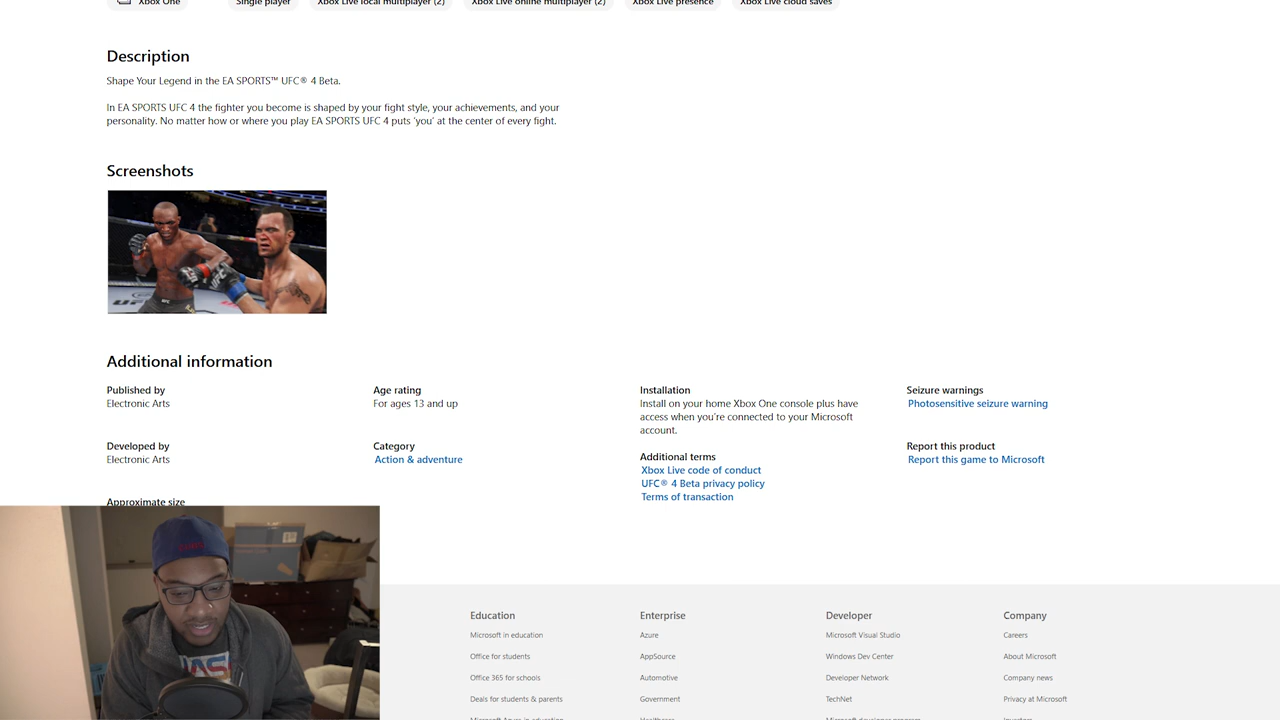 Xbox One
Single player
Xbox Live local multiplayer (2)
Xbox Live online multiplayer (2)
Xbox Live presence
Xbox Live cloud saves
Description
Shape Your Legend in the EA SPORTS™ UFC® 4 Beta.
In EA SPORTS UFC 4 the fighter you become is shaped by your fight style, your achievements, and your
personality. No matter how or where you play EA SPORTS UFC 4 puts 'you' at the center of every fight.
Screenshots
Additional information
Published by
Electronic Arts
Developed by
Electronic Arts
Approximate size
Age rating
For ages 13 and up
Category
Action & adventure
Installation
Install on your home Xbox One console plus have
access when you're connected to your Microsoft
account.
Additional terms
Xbox Live code of conduct
UFC® 4 Beta privacy policy
Terms of transaction
Seizure warnings
Photosensitive seizure warning
Report this product
Report this game to Microsoft
Education
Microsoft in education
Office for students
Office 365 for schools
Deals for students & parents
Microsoft Azure in education
Enterprise
Azure
AppSource
Automotive
Government
Healthcare
Developer
Microsoft Visual Studio
Windows Dev Center
Developer Network
TechNet
Microsoft developer program
Company
Careers
About Microsoft
Company news
Privacy at Microsoft
Investors